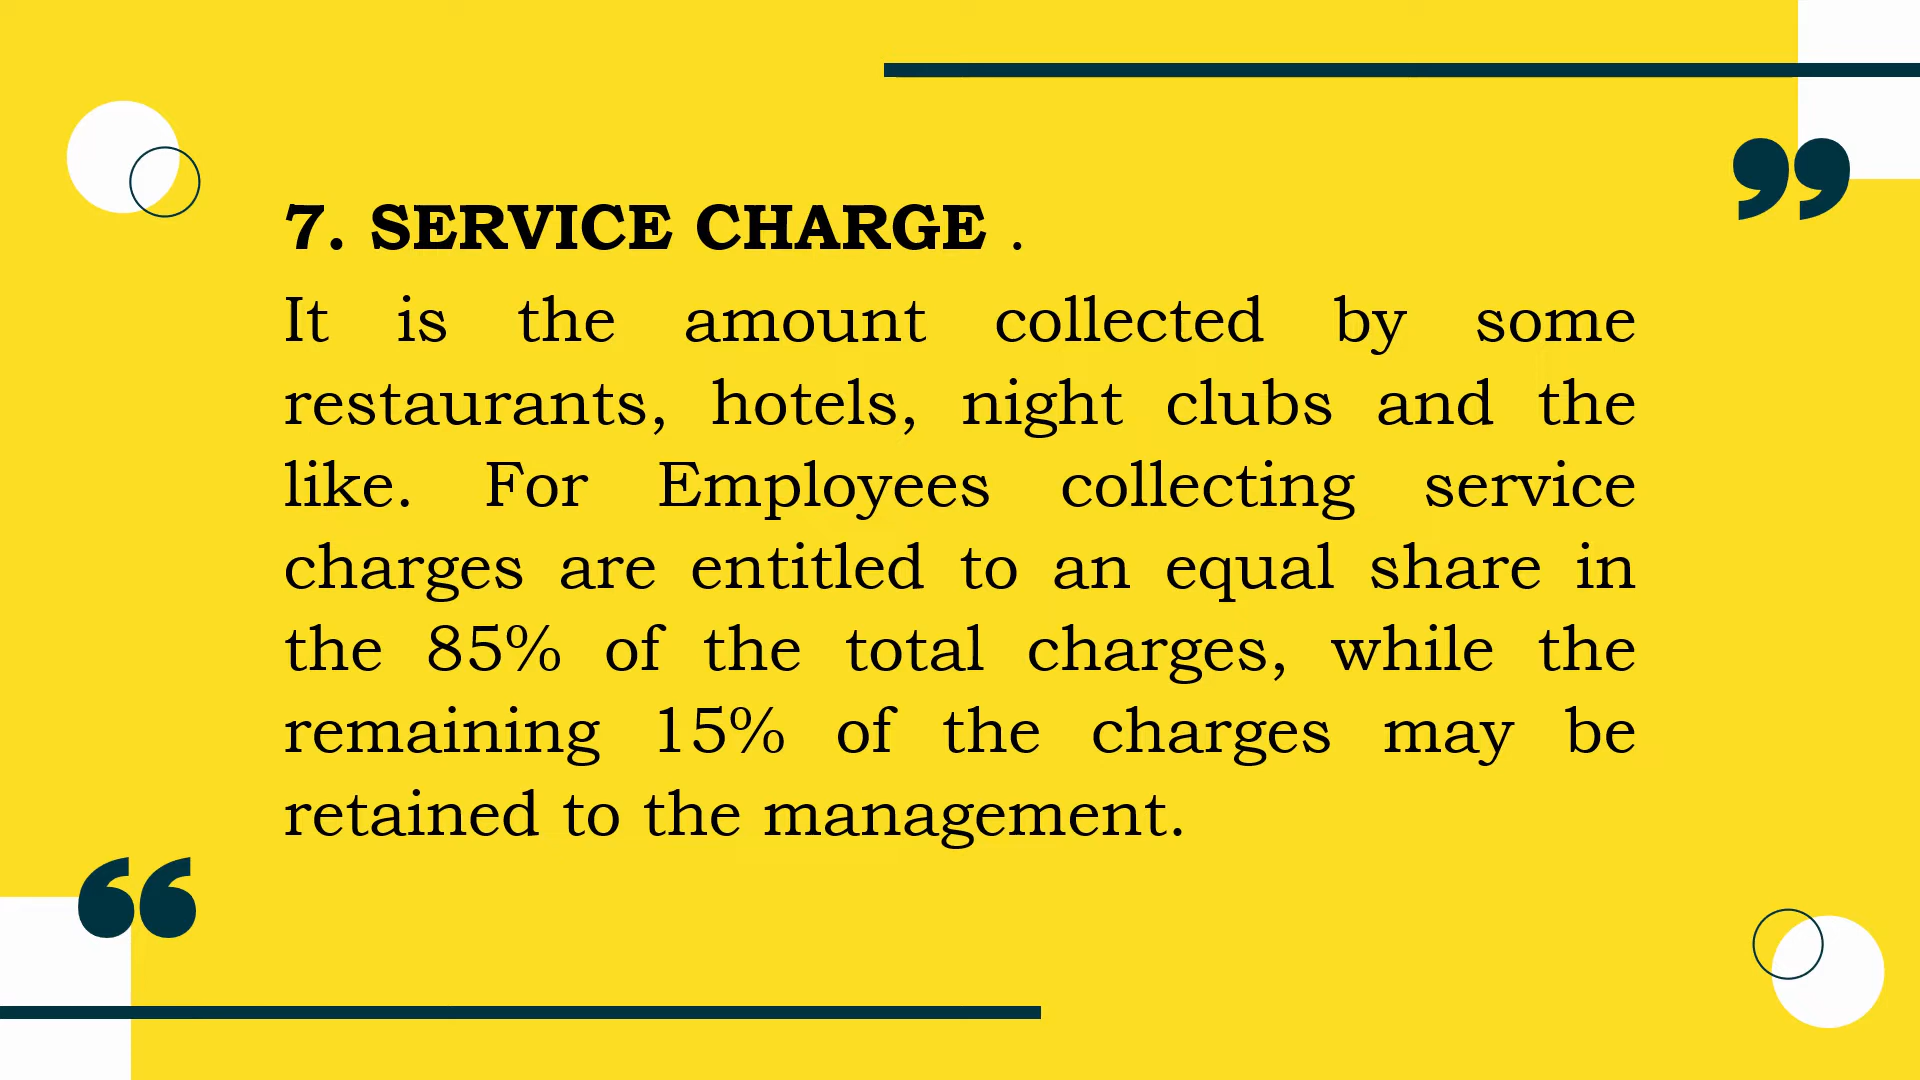 7. SERVICE CHARGE .
It is the amount collected by some
restaurants, hotels, night clubs and the
like. For Employees collecting service
charges are entitled to an equal share in
the 85% of the total charges, while the
remaining 15% of the charges may be
retained to the management.